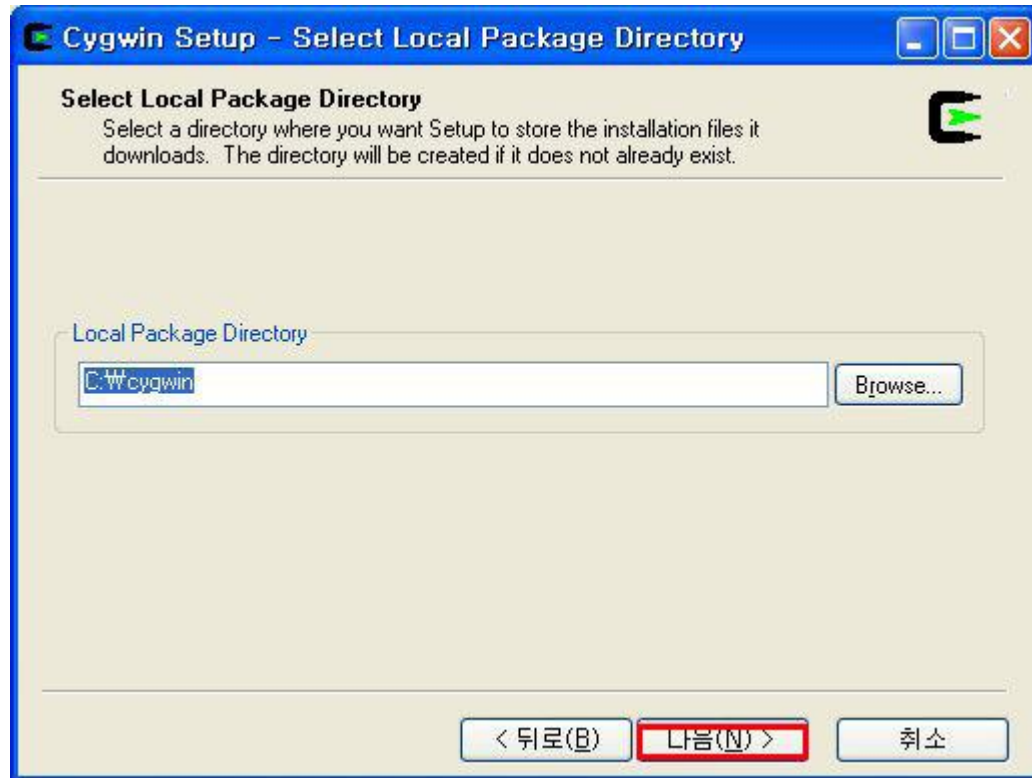 Cygwin Setup - Select Local Package Directory
Select Local Package Directory
Select a directory where you want Setup to store the installation files it
downloads. The directory will be created if it does not already exist.
Local Package Directory
C:₩cygwin
Browse...
< 뒤로(B)
다음(N) >
취소